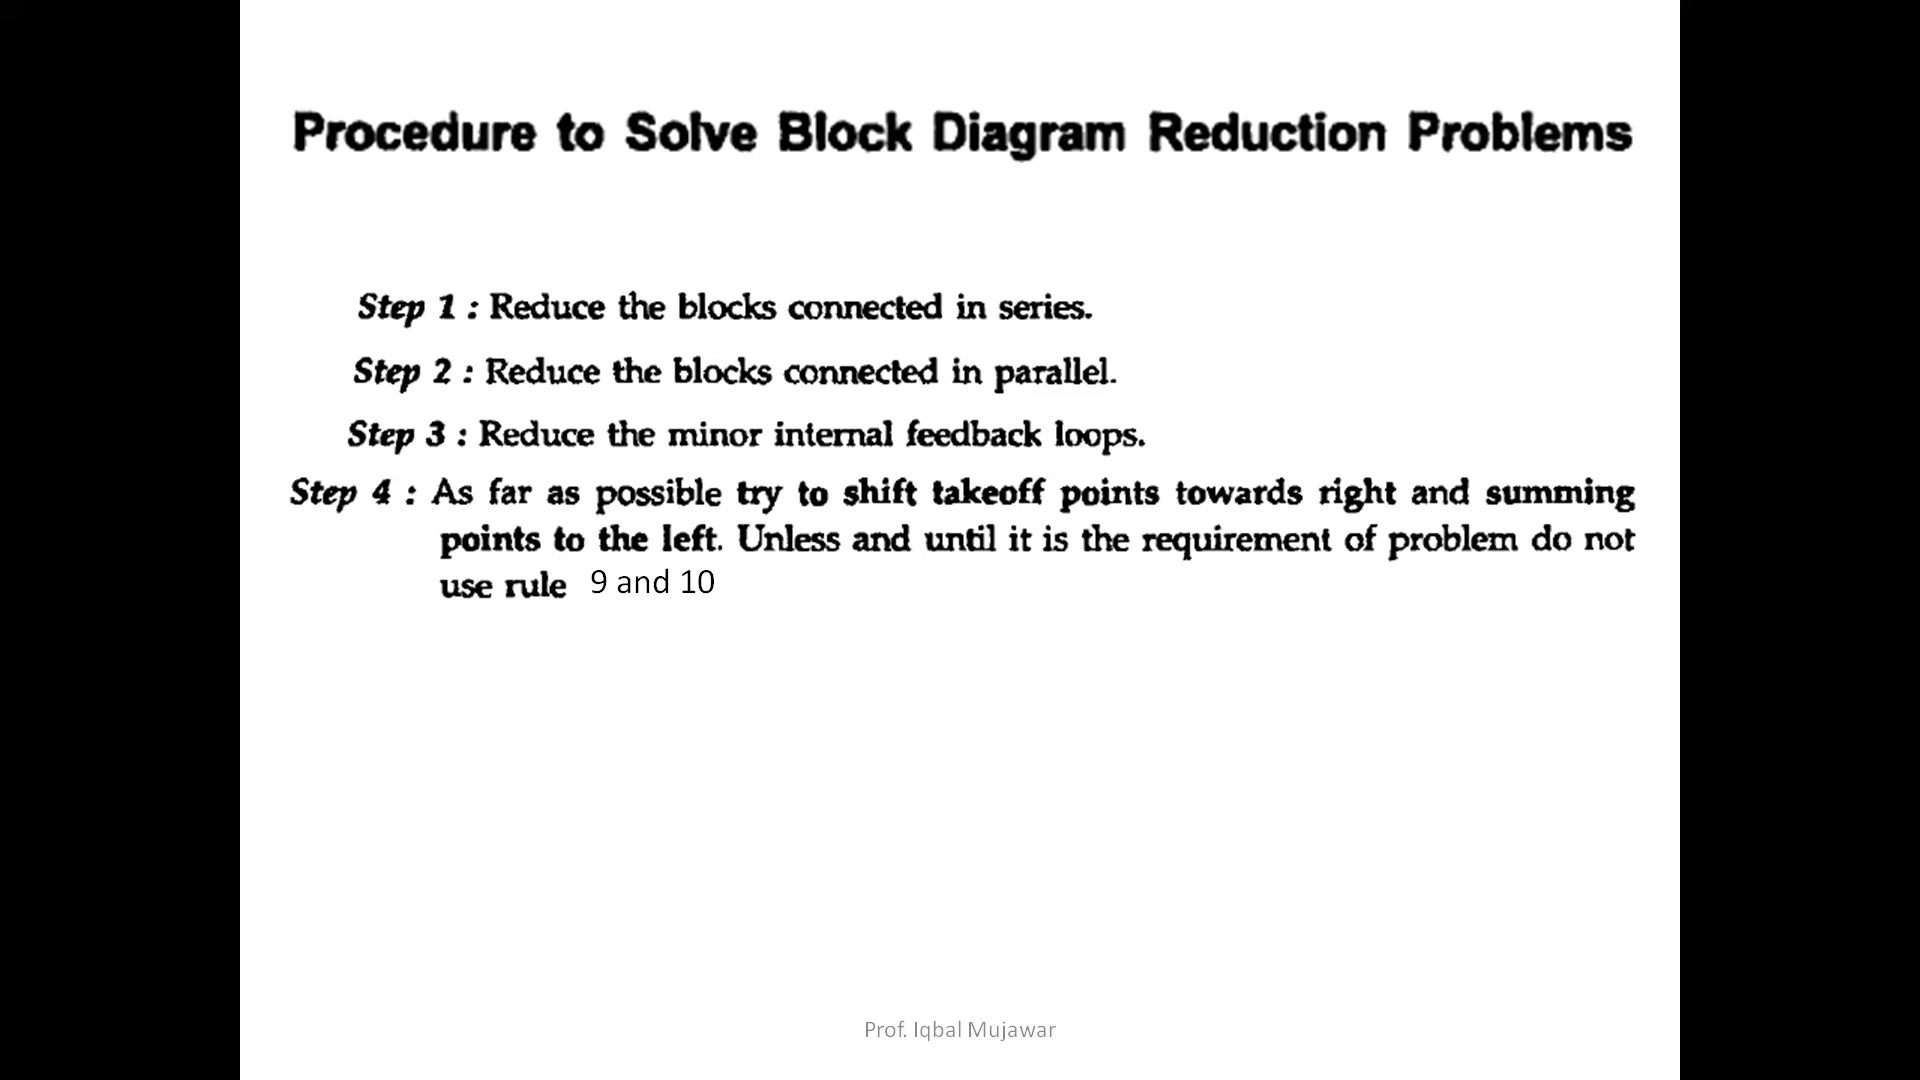 Procedure to Solve Block Diagram Reduction Problems
Step 1 : Reduce the blocks connected in series.
Step 2 : Reduce the blocks connected in parallel.
Step 3 : Reduce the minor internal feedback loops.
Step 4 : As far as possible try to shift takeoff points towards right and summing
points to the left. Unless and until it is the requirement of problem do not
use rule 9 and 10
Prof. Iqbal Mujawar